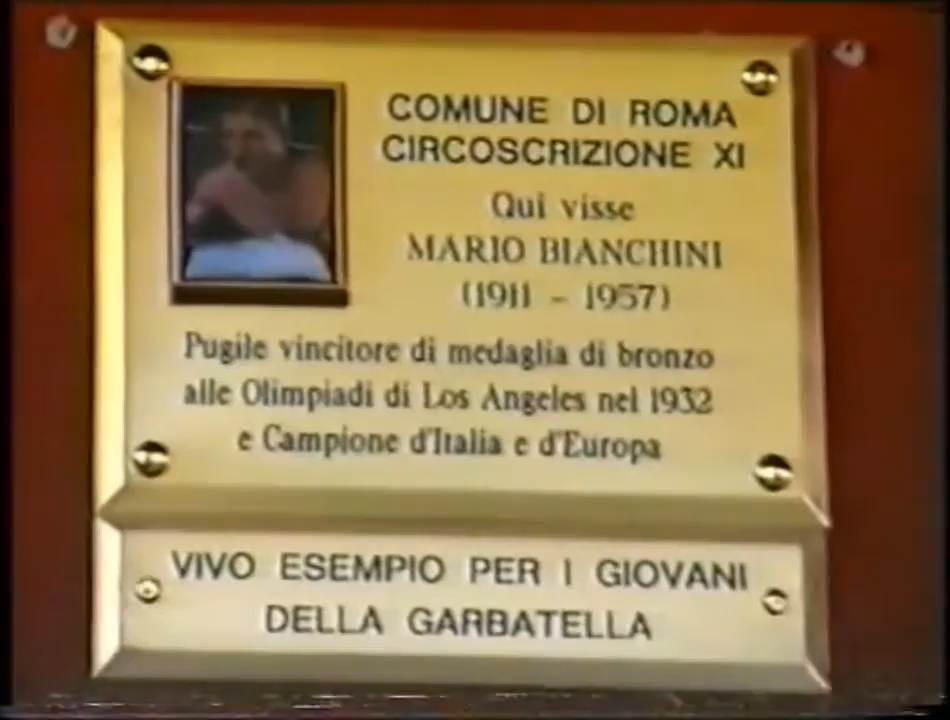 COMUNE DI ROMA
CIRCOSCRIZIONE XI
Qui visse
MARIO BIANCHINI
(1911 - 1957)
Pugile vincitore di medaglia di bronzo
alle Olimpiadi di Los Angeles nel 1932
e Campione d'Italia e d'Europa
VIVO ESEMPIO PER I GIOVANI
DELLA GARBATELLA